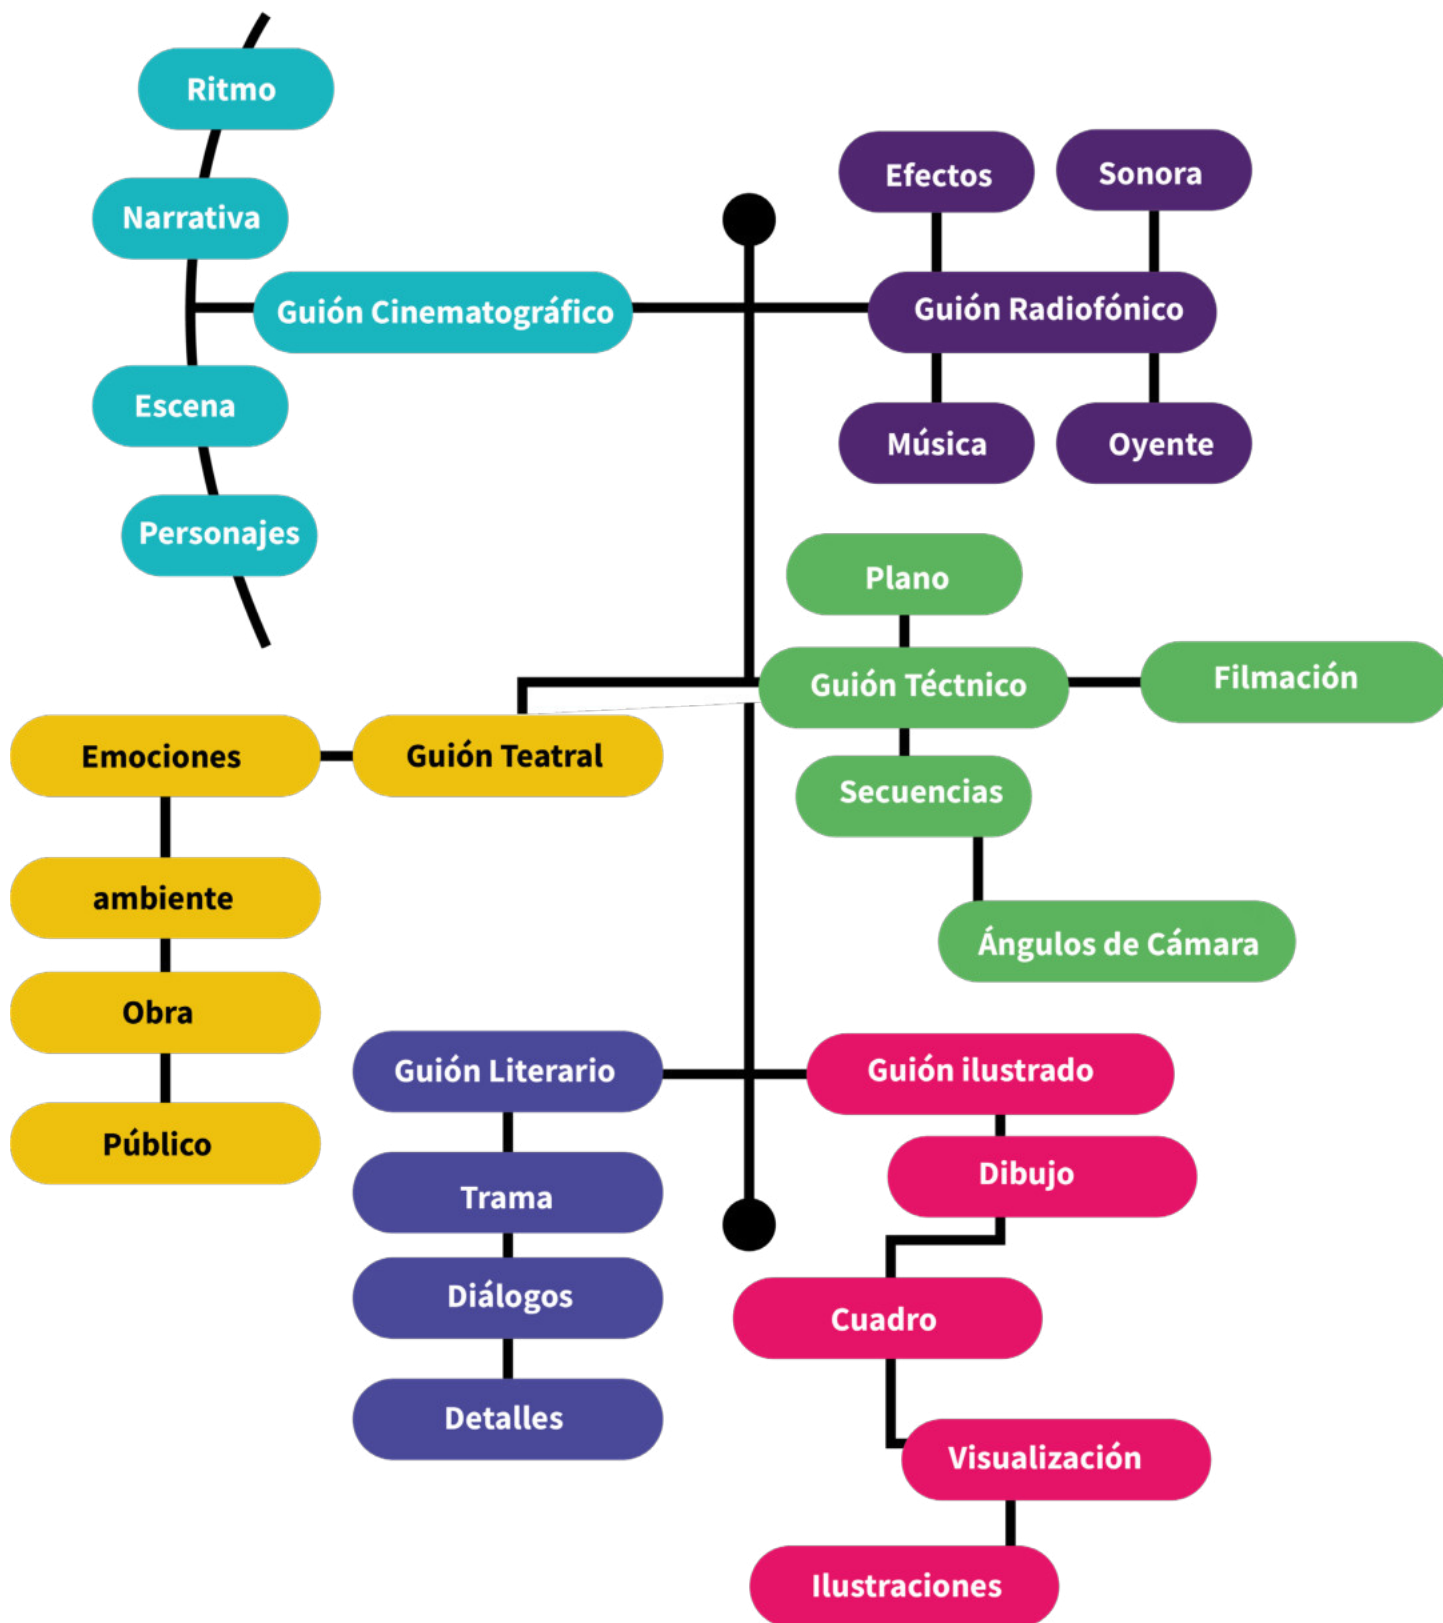 Ritmo
Narrativa
Guión Cinematográfico
Escena
Personajes
Efectos
Sonora
Guión Radiofónico
Música
Oyente
Plano
Guión Téctnico
Filmación
Secuencias
Ángulos de Cámara
Emociones
Guión Teatral
ambiente
Obra
Público
Guión Literario
Trama
Diálogos
Detalles
Guión ilustrado
Dibujo
Cuadro
Visualización
Ilustraciones